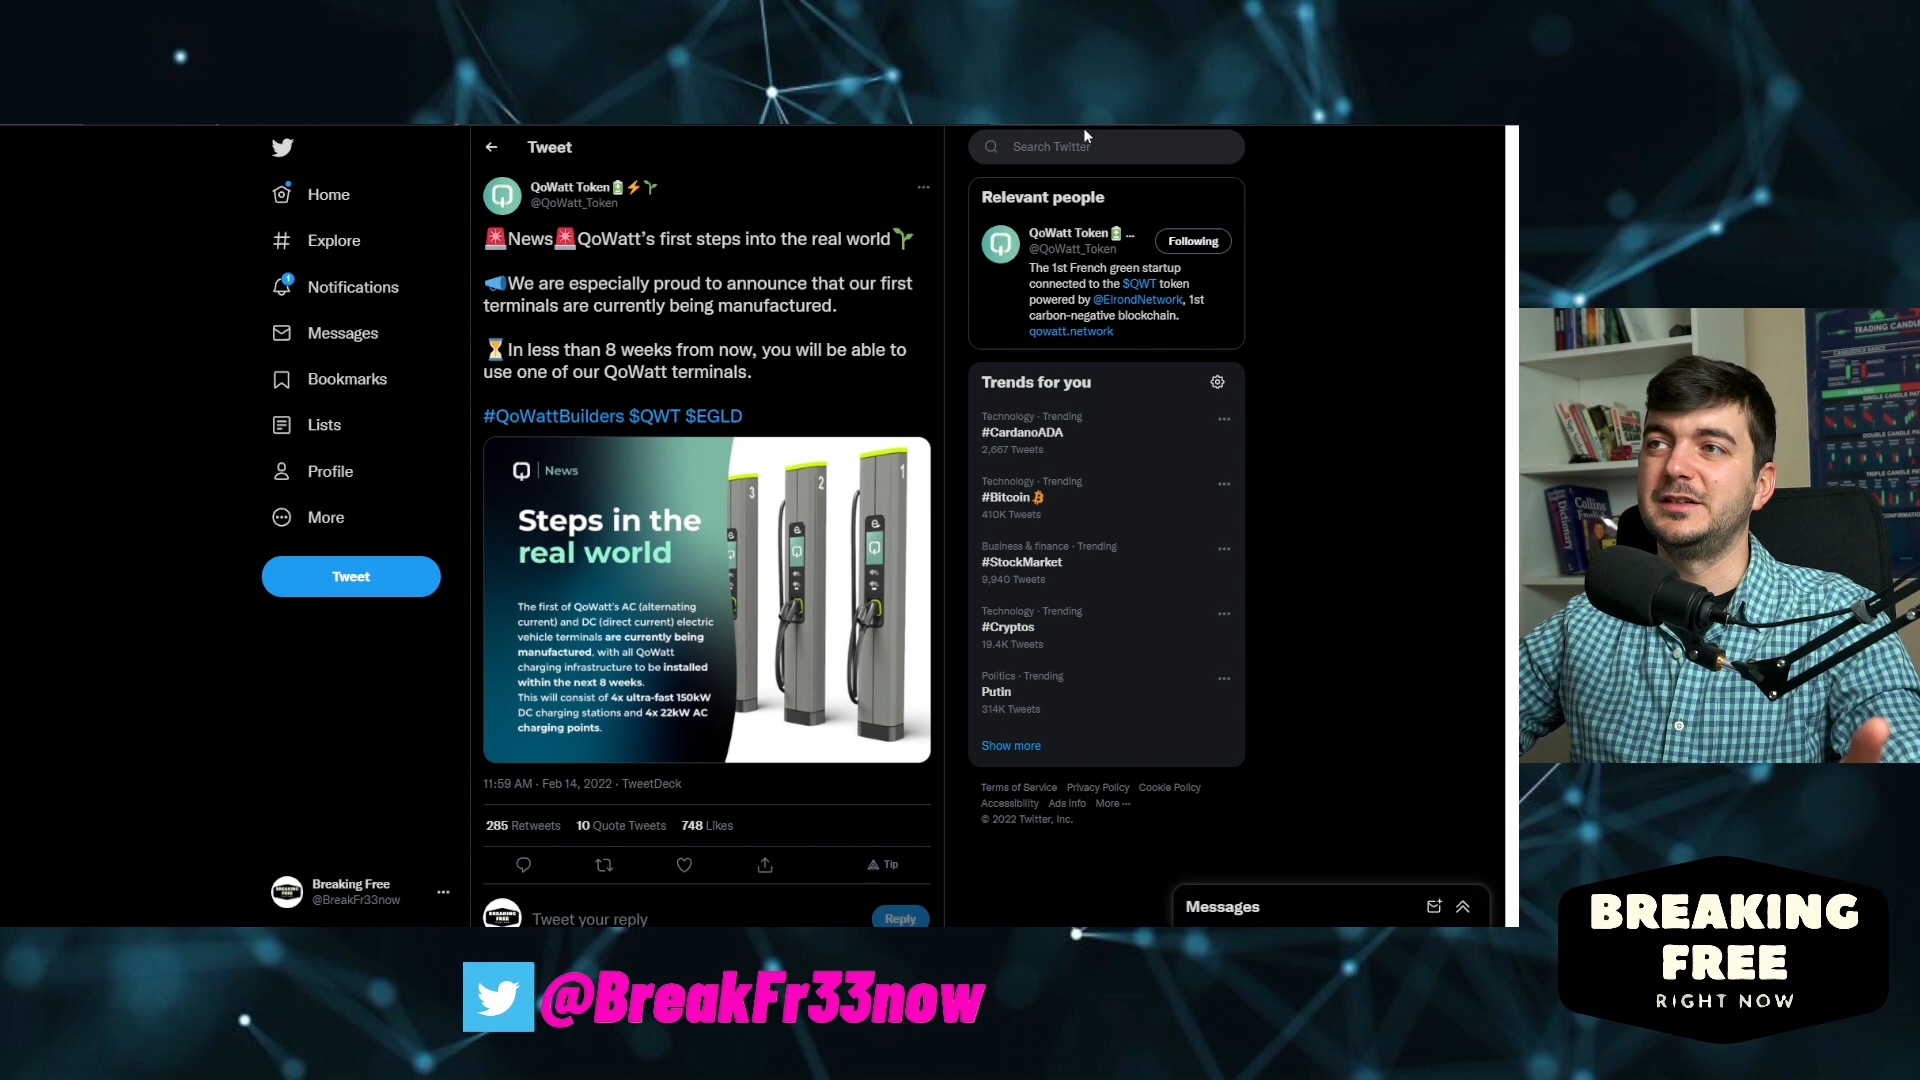 Home
Explore
1
Notifications
Messages
Bookmarks
Lists
Profile
More
Tweet
Breaking Free
@BreakFr33now
Tweet
QoWatt Token🔋⚡🌱
@QoWatt_Token
🚨News🚨QoWatt's first steps into the real world🌱
📣We are especially proud to announce that our first
terminals are currently being manufactured.
⏳In less than 8 weeks from now, you will be able to
use one of our QoWatt terminals.
#QoWattBuilders $QWT $EGLD
News
Steps in the
real world
The first of QoWatt's AC (alternating
current) and DC (direct current) electric
vehicle terminals are currently being
manufactured, with all QoWatt
charging infrastructure to be installed
within the next 8 weeks.
This will consist of 4x ultra-fast 150kW
DC charging stations and 4x 22kW AC
charging points.
3
2
1
11:59 AM · Feb 14, 2022 · TweetDeck
285 Retweets 10 Quote Tweets 748 Likes
Tip
Tweet your reply
Reply
Search Twitter
Relevant people
QoWatt Token🔋 ...
@QoWatt_Token
Following
The 1st French green startup
connected to the $QWT token
powered by @ElrondNetwork, 1st
carbon-negative blockchain.
qowatt.network
Trends for you
Technology · Trending
#CardanoADA
2,667 Tweets
Technology · Trending
#Bitcoin
410K Tweets
Business & finance · Trending
#StockMarket
9,940 Tweets
Technology · Trending
#Cryptos
19.4K Tweets
Politics · Trending
Putin
314K Tweets
Show more
Terms of Service Privacy Policy Cookie Policy
Accessibility Ads info More ···
© 2022 Twitter, Inc.
Messages
TRADING CANDLE
Collins
Dictionary
@BreakFr33now
BREAKING
FREE
RIGHT NOW